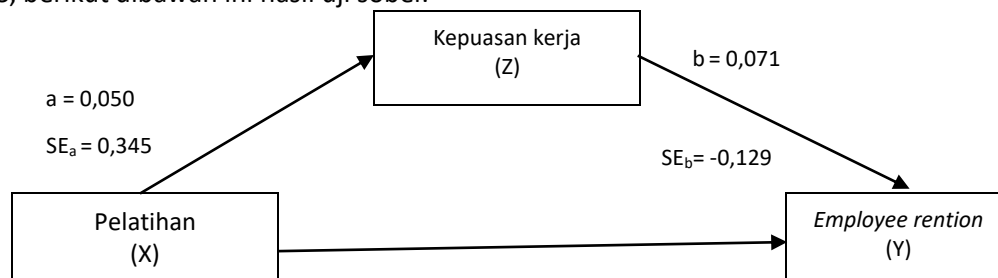 berikut dibawah ini hasil uji sobel.
Kepuasan kerja
(Z)
b = 0,071
a = 0,050
SEa = 0,345
SEb= -0,129
Pelatihan
(X)
Employee rention
(Y)